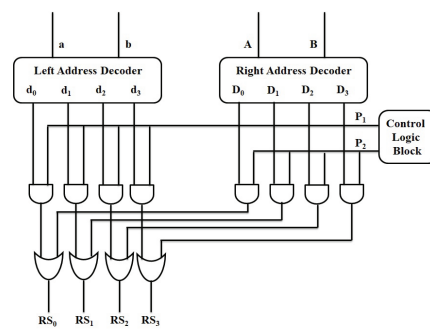 a b A B
Left Address Decoder Right Address Decoder
d₀ d₁ d₂ d₃ D₀ D₁ D₂ D₃
P₁
Control
Logic
Block
P₂
RS₀ RS₁ RS₂ RS₃